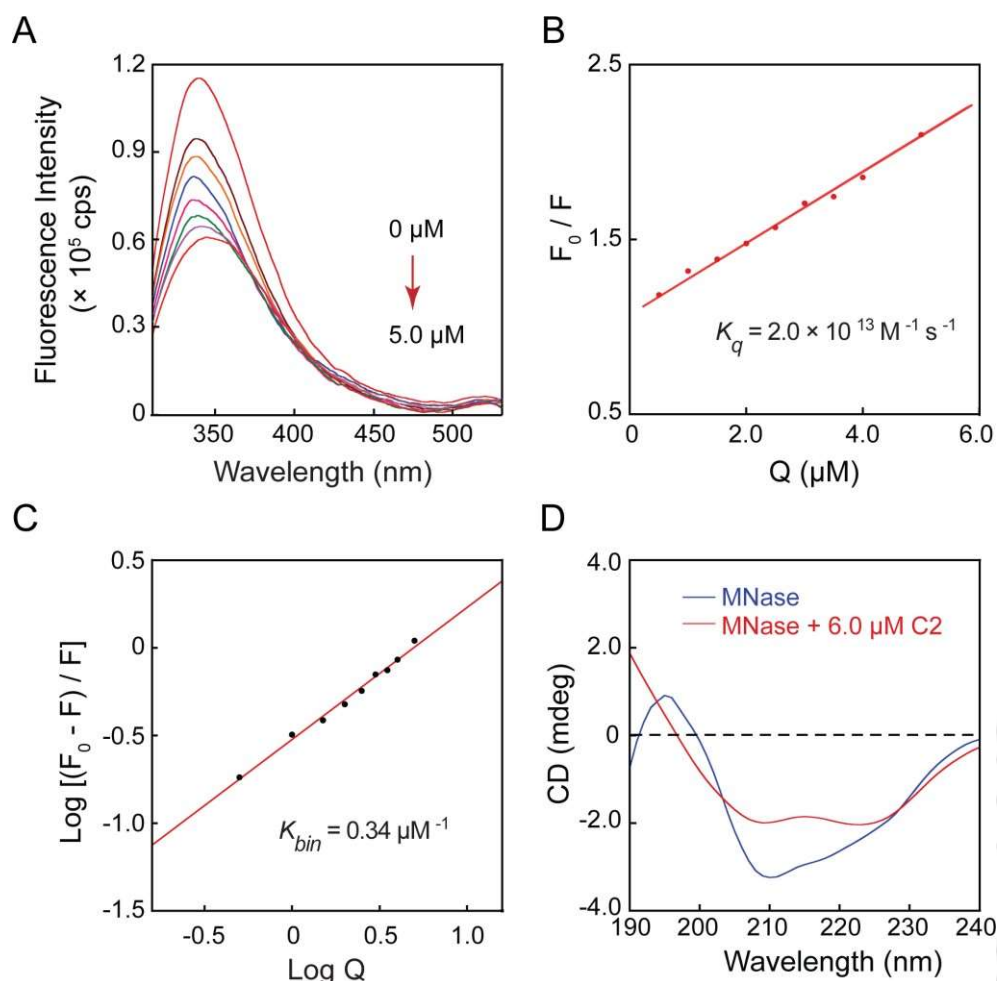 A
1.2
0.9
0.6
0.3
0
Fluorescence Intensity
(× 10⁵ cps)
0 µM
5.0 µM
350
400
450
500
Wavelength (nm)
B
2.5
1.5
0.5
F₀ / F
K_q = 2.0 × 10¹³ M⁻¹ s⁻¹
0
2.0
4.0
6.0
Q (µM)
C
0.5
0
-0.5
-1.0
-1.5
Log [(F₀ - F) / F]
K_bin = 0.34 µM⁻¹
-0.5
0
0.5
1.0
Log Q
D
4.0
2.0
0
-2.0
-4.0
CD (mdeg)
MNase
MNase + 6.0 µM C2
190
200
210
220
230
240
Wavelength (nm)